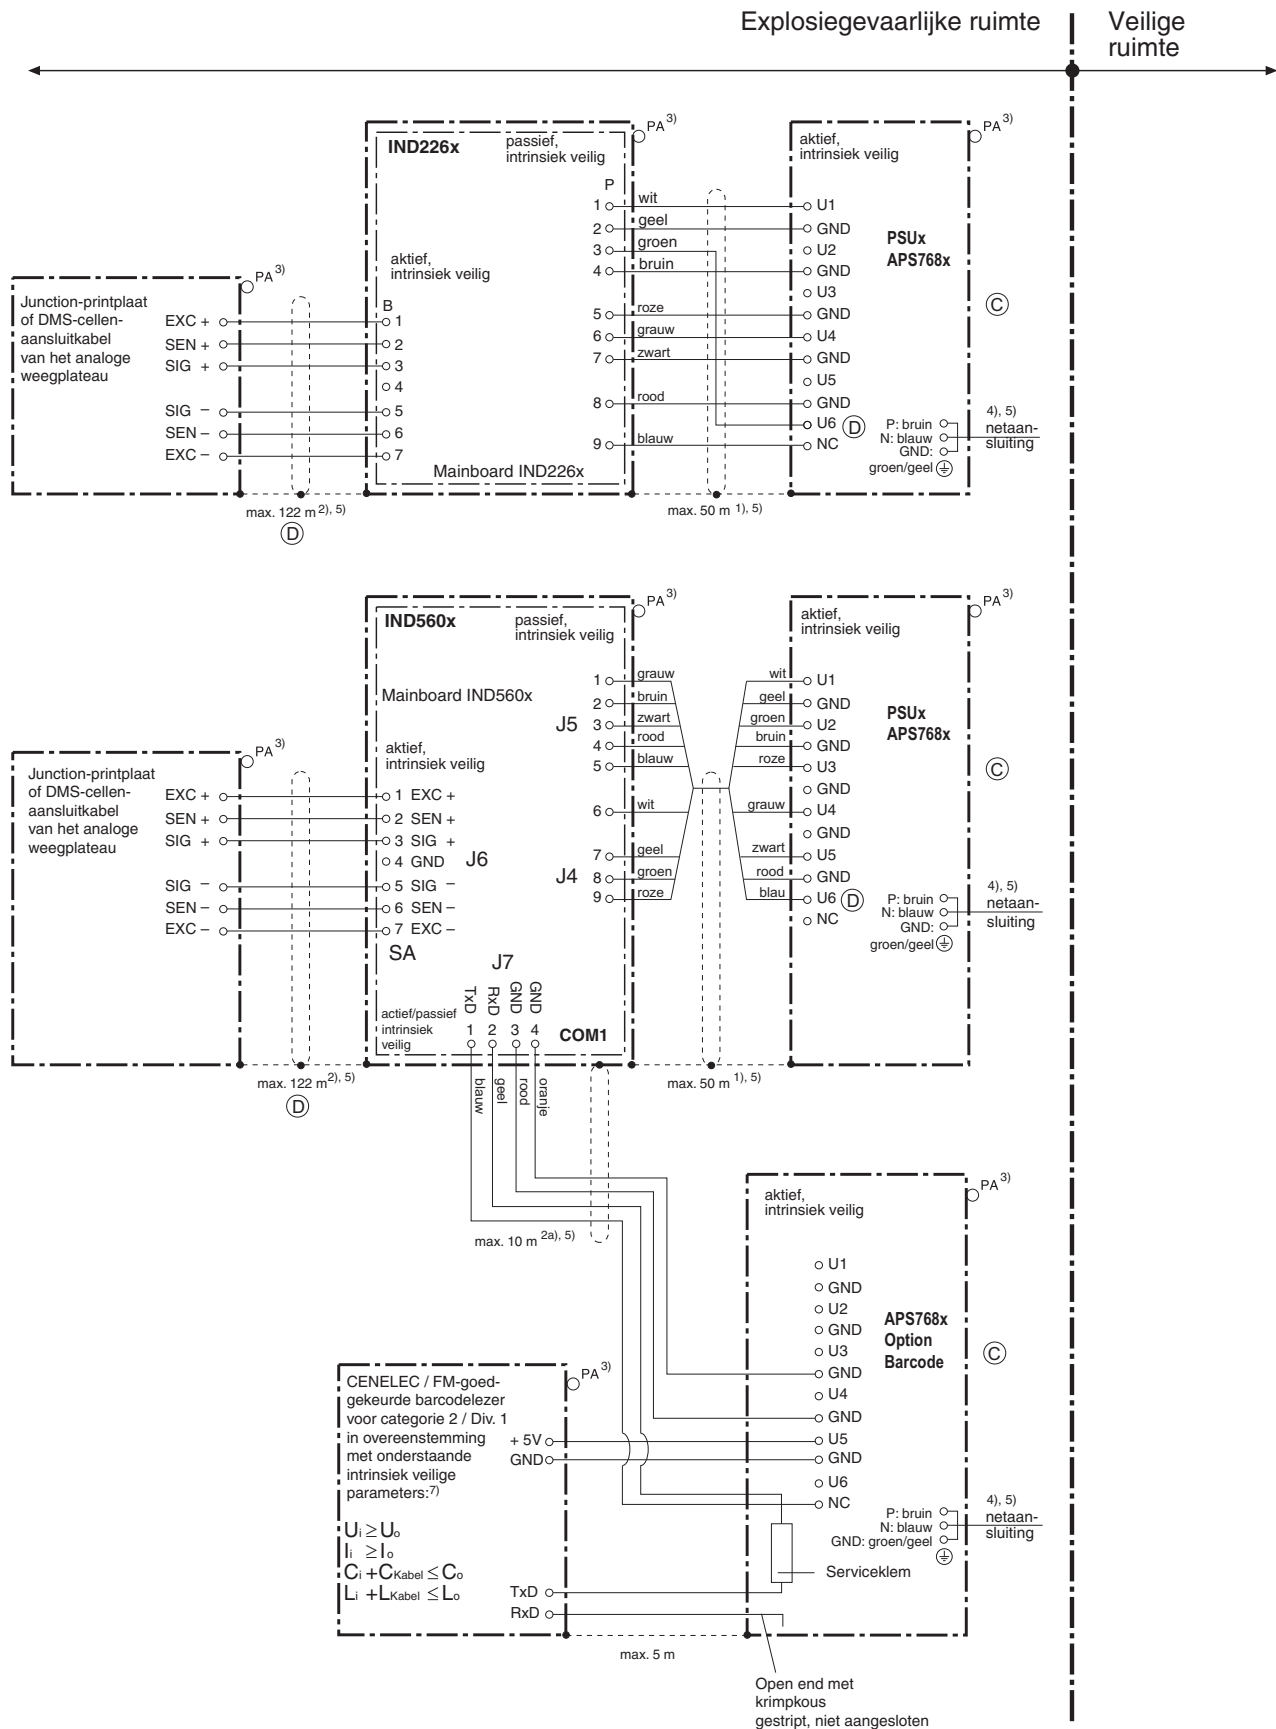 Explosiegevaarlijke ruimte
Veilige
ruimte
IND226x
passief,
intrinsiek veilig
PA 3)
aktief,
intrinsiek veilig
PA 3)
P
1 wit U1
2 geel GND
3 groen U2
4 bruin GND
U3
5 roze GND
6 grauw U4
7 zwart GND
U5
8 rood GND
U6 D
9 blauw NC
PSUx
APS768x
C
P: bruin
N: blauw
GND:
groen/geel
4), 5)
netaan-
sluiting
aktief,
intrinsiek veilig
B
PA 3)
Junction-printplaat
of DMS-cellen-
aansluitkabel
van het analoge
weegplateau
EXC + 1
SEN + 2
SIG + 3
4
SIG – 5
SEN – 6
EXC – 7
Mainboard IND226x
max. 122 m 2), 5)
D
max. 50 m 1), 5)
IND560x
passief,
intrinsiek veilig
PA 3)
aktief,
intrinsiek veilig
PA 3)
Mainboard IND560x
1 grauw
2 bruin
J5 3 zwart
4 rood
5 blauw
6 wit
7 geel
J4 8 groen
9 roze
wit U1
geel GND
groen U2
bruin GND
roze U3
GND
grauw U4
GND
zwart U5
rood GND
blau U6 D
NC
PSUx
APS768x
C
P: bruin
N: blauw
GND:
groen/geel
4), 5)
netaan-
sluiting
aktief,
intrinsiek veilig
PA 3)
Junction-printplaat
of DMS-cellen-
aansluitkabel
van het analoge
weegplateau
EXC + 1 EXC +
SEN + 2 SEN +
SIG + 3 SIG +
4 GND J6
SIG – 5 SIG –
SEN – 6 SEN –
EXC – 7 EXC –
SA
J7
TxD RxD GND GND
1 2 3 4
actief/passief
intrinsiek
veilig
COM1
blauw geel rood oranje
max. 122 m 2), 5)
D
max. 50 m 1), 5)
max. 10 m 2a), 5)
aktief,
intrinsiek veilig
PA 3)
U1
GND
U2
GND
U3
GND
U4
GND
U5
GND
U6
NC
APS768x
Option
Barcode
C
P: bruin
N: blauw
GND: groen/geel
4), 5)
netaan-
sluiting
Serviceklem
PA 3)
CENELEC / FM-goed-
gekeurde barcodelezer
voor categorie 2 / Div. 1
in overeenstemming
met onderstaande
intrinsiek veilige
parameters:7)
+ 5V
GND
Ui ≥ Uo
Ii ≥ Io
Ci + CKabel ≤ Co
Li + LKabel ≤ Lo
TxD
RxD
max. 5 m
Open end met
krimpkous
gestript, niet aangesloten